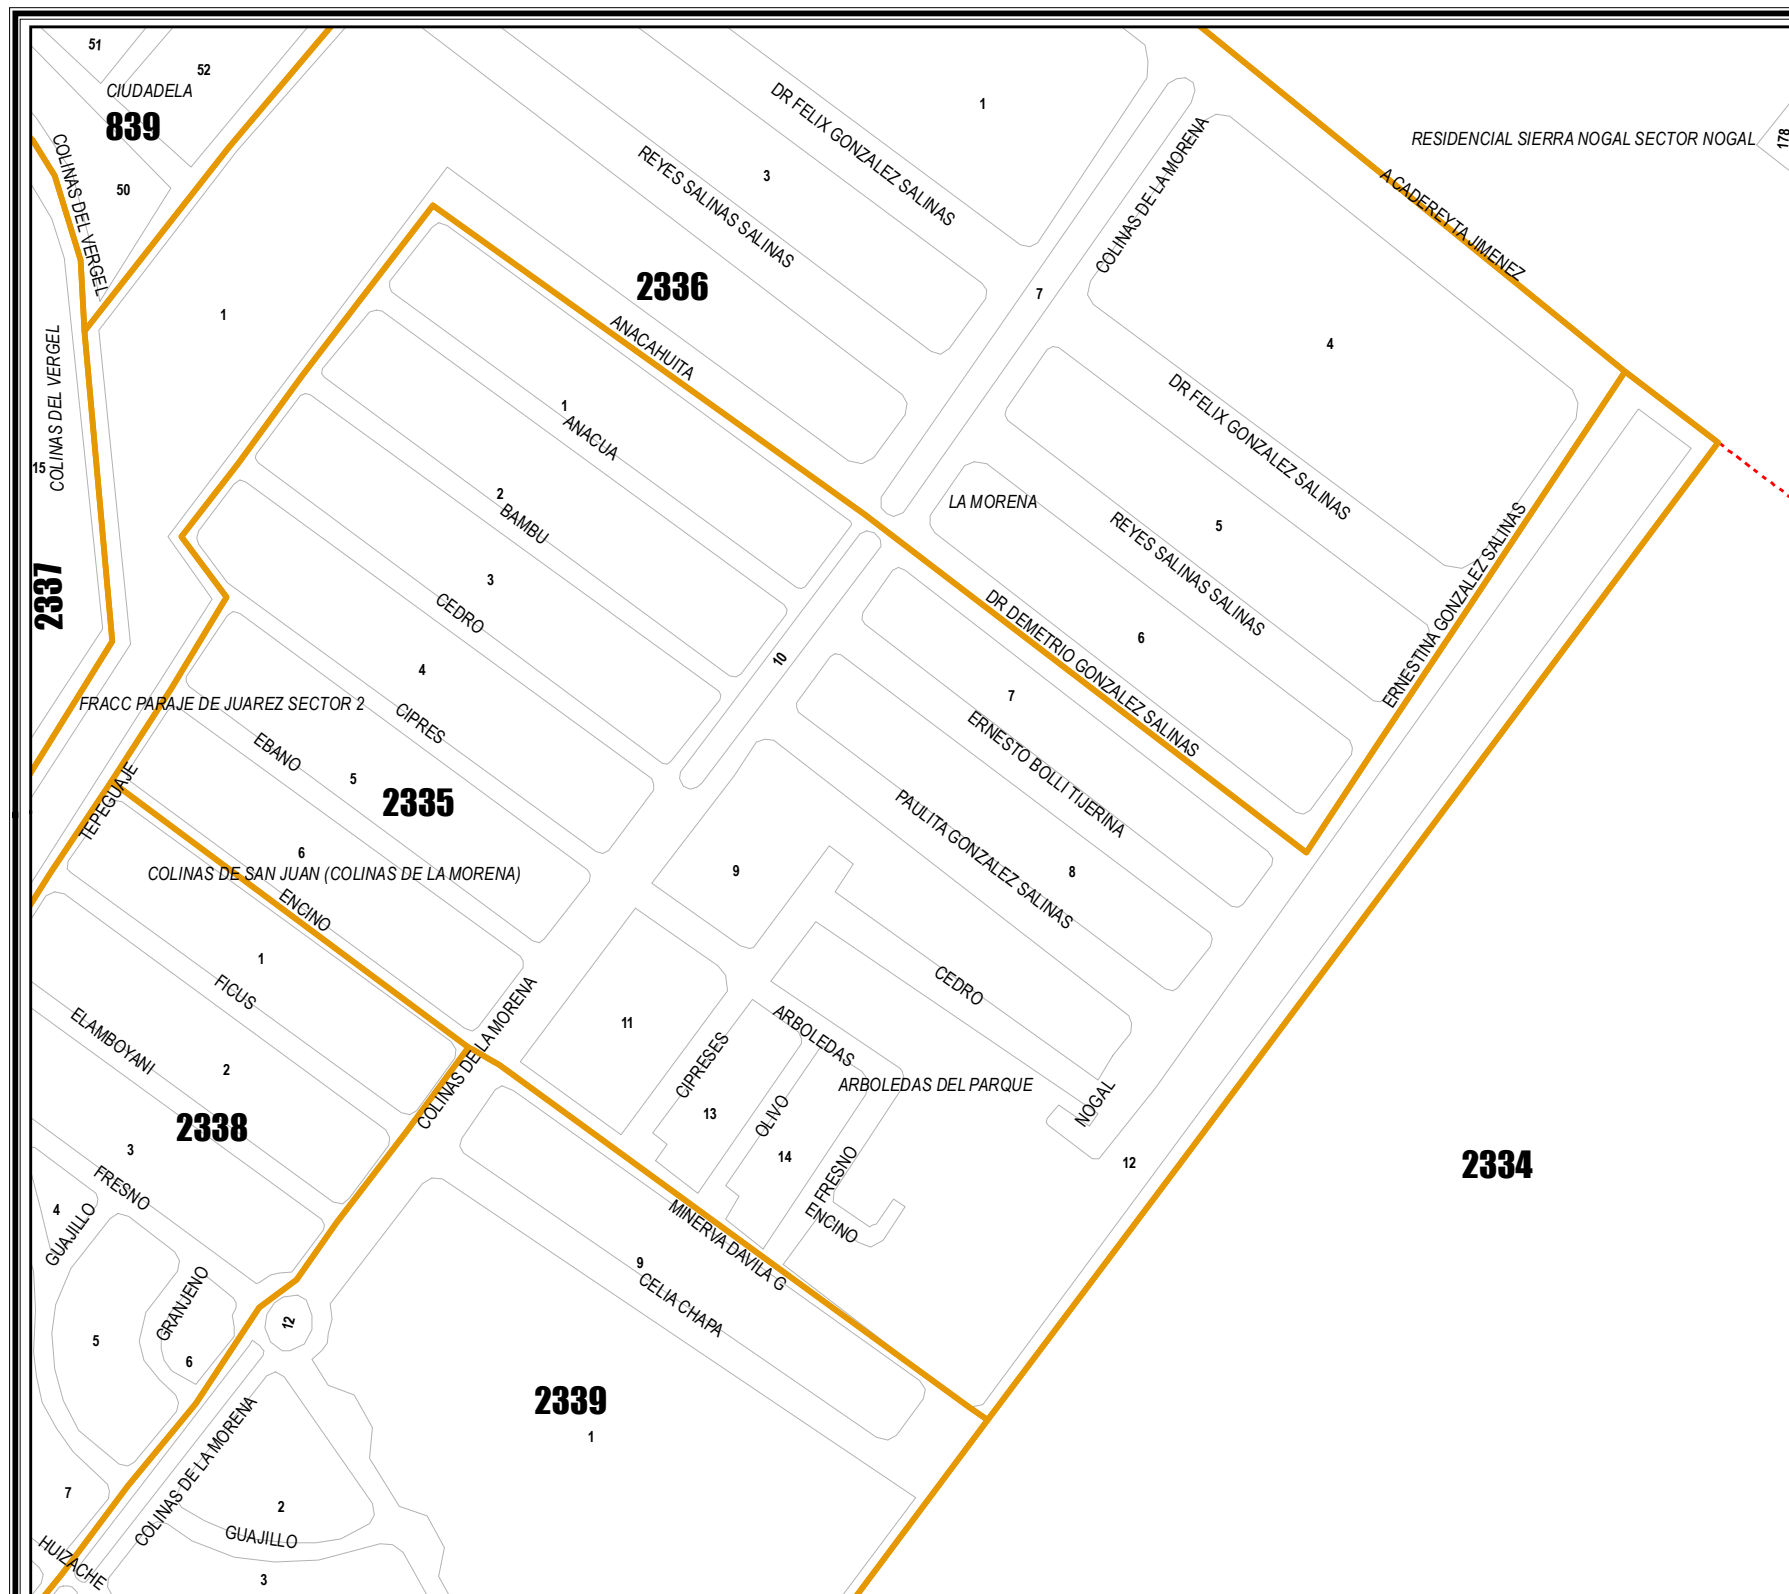 51
52
CIUDADELA
839
50
COLINAS DEL VERGEL
1
COLINAS DEL VERGEL
15
2337
DR FELIX GONZALEZ SALINAS
1
REYES SALINAS SALINAS
3
2336
COLINAS DE LA MORENA
7
RESIDENCIAL SIERRA NOGAL SECTOR NOGAL
178
A CADEREYTA JIMENEZ
4
ANACAHUITA
1
ANACUA
2
BAMBU
3
CEDRO
4
CIPRES
DR FELIX GONZALEZ SALINAS
LA MORENA
5
REYES SALINAS SALINAS
6
ERNESTINA GONZALEZ SALINAS
DR DEMETRIO GONZALEZ SALINAS
10
7
ERNESTO BOLLI TIJERINA
FRACC PARAJE DE JUAREZ SECTOR 2
EBANO
5
2335
TEPEGUAJE
6
COLINAS DE SAN JUAN (COLINAS DE LA MORENA)
ENCINO
PAULITA GONZALEZ SALINAS
8
9
1
FICUS
COLINAS DE LA MORENA
11
CEDRO
ARBOLEDAS
CIPRESES
ARBOLEDAS DEL PARQUE
NOGAL
ELAMBOYANI
2
2338
13
OLIVO
14
FRESNO
ENCINO
12
2334
3
FRESNO
4
GUAJILLO
MINERVA DAVILA G
9
CELIA CHAPA
GRANJENO
5
6
12
2339
1
COLINAS DE LA MORENA
7
2
GUAJILLO
HUIZACHE
3